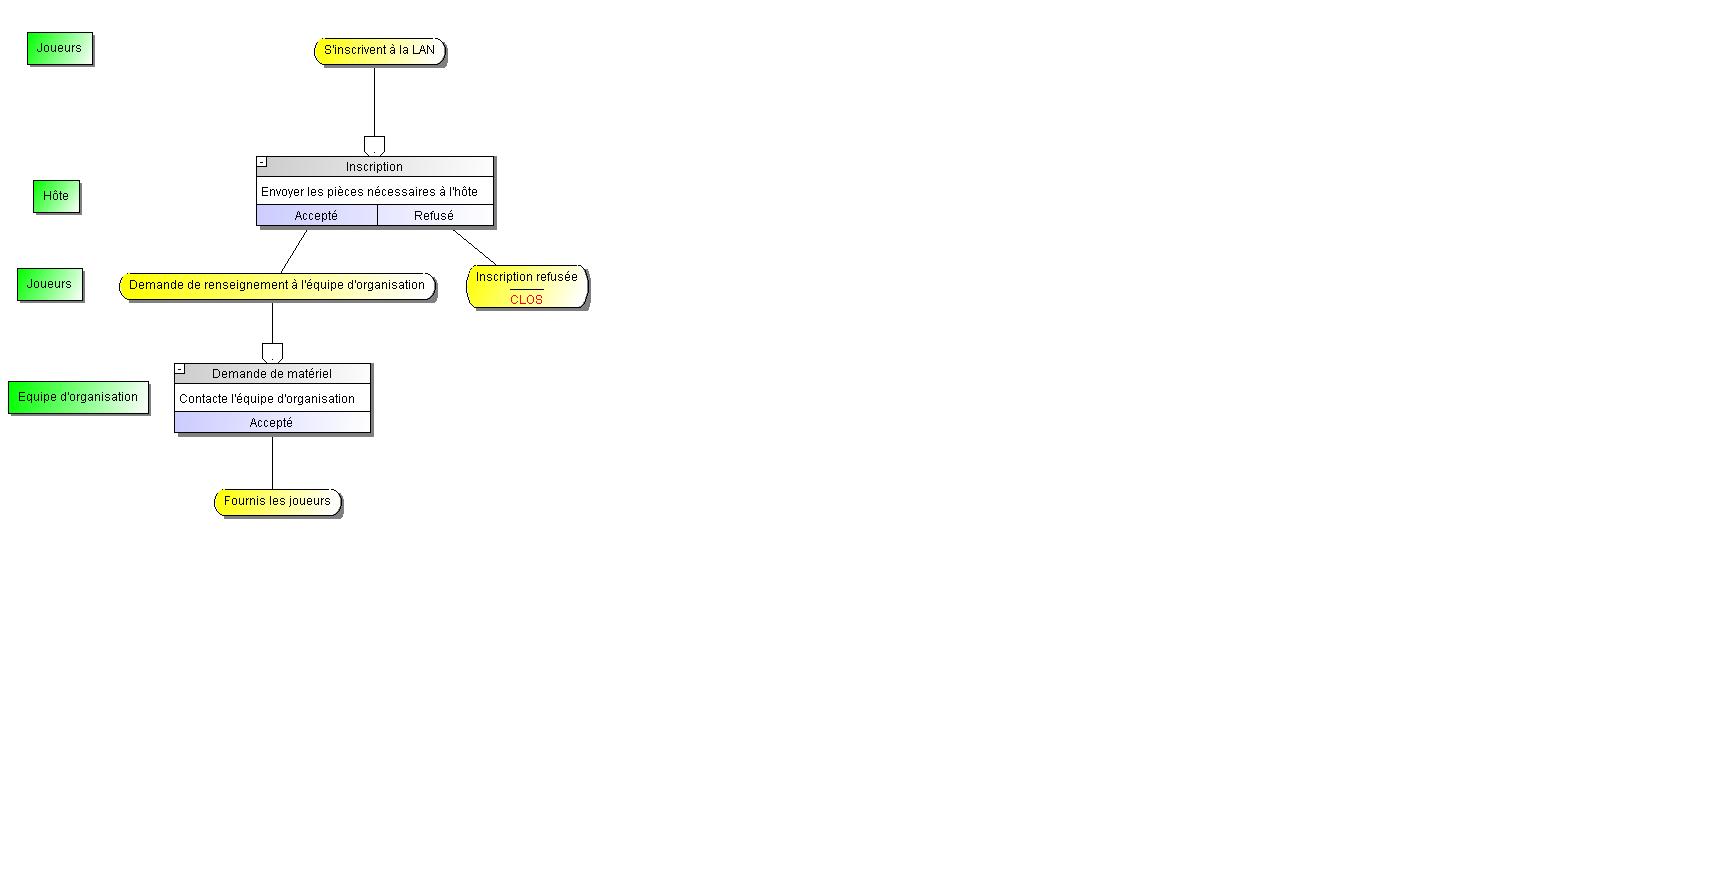 Joueurs
S'inscrivent à la LAN
- Inscription
Hôte
Envoyer les pièces nécessaires à l'hôte
Accepté Refusé
Joueurs
Demande de renseignement à l'équipe d'organisation
Inscription refusée
CLOS
- Demande de matériel
Equipe d'organisation
Contacte l'équipe d'organisation
Accepté
Fournis les joueurs